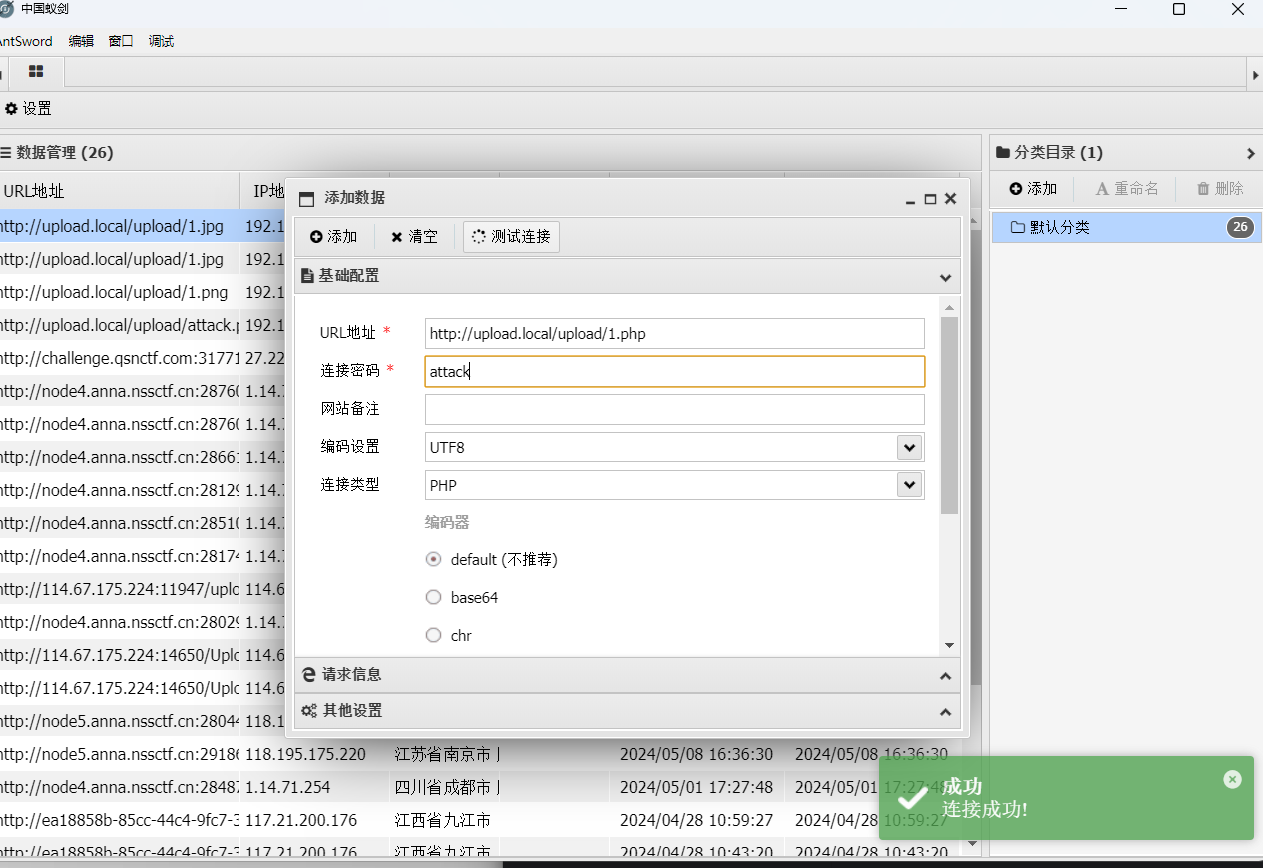 中国蚁剑
AntSword 编辑 窗口 调试
设置
数据管理 (26)
URL地址 IP地
http://upload.local/upload/1.jpg 192.1
http://upload.local/upload/1.jpg 192.1
http://upload.local/upload/1.png 192.1
http://upload.local/upload/attack.p 192.1
http://challenge.qsnctf.com:31771 27.22
http://node4.anna.nssctf.cn:2876 1.14.7
http://node4.anna.nssctf.cn:2876 1.14.7
http://node4.anna.nssctf.cn:2866 1.14.7
http://node4.anna.nssctf.cn:2812 1.14.7
http://node4.anna.nssctf.cn:2851 1.14.7
http://node4.anna.nssctf.cn:2817 1.14.7
http://114.67.175.224:11947/uplo 114.6
http://node4.anna.nssctf.cn:2802 1.14.7
http://114.67.175.224:14650/Uplo 114.6
http://114.67.175.224:14650/Uplo 114.6
http://node5.anna.nssctf.cn:2804 118.1
http://node5.anna.nssctf.cn:2918 118.195.175.220 江苏省南京市 2024/05/08 16:36:30 2024/05/08 16:36:30
http://node4.anna.nssctf.cn:2848 1.14.71.254 四川省成都市 2024/05/01 17:27:48 2024/05/01 17:27:48
http://ea18858b-85cc-44c4-9fc7-3 117.21.200.176 江西省九江市 2024/04/28 10:59:27 2024/04/28 10:59:27
http://ea18858b-85cc-44c4-9fc7-3 117.21.200.176 江西省九江市 2024/04/28 10:43:20 2024/04/28 10:43:20
添加数据
添加 清空 测试连接
基础配置
URL地址 * http://upload.local/upload/1.php
连接密码 * attack
网站备注
编码设置 UTF8
连接类型 PHP
编码器
default (不推荐)
base64
chr
请求信息
其他设置
分类目录 (1)
添加 重命名 删除
默认分类 26
成功
连接成功!